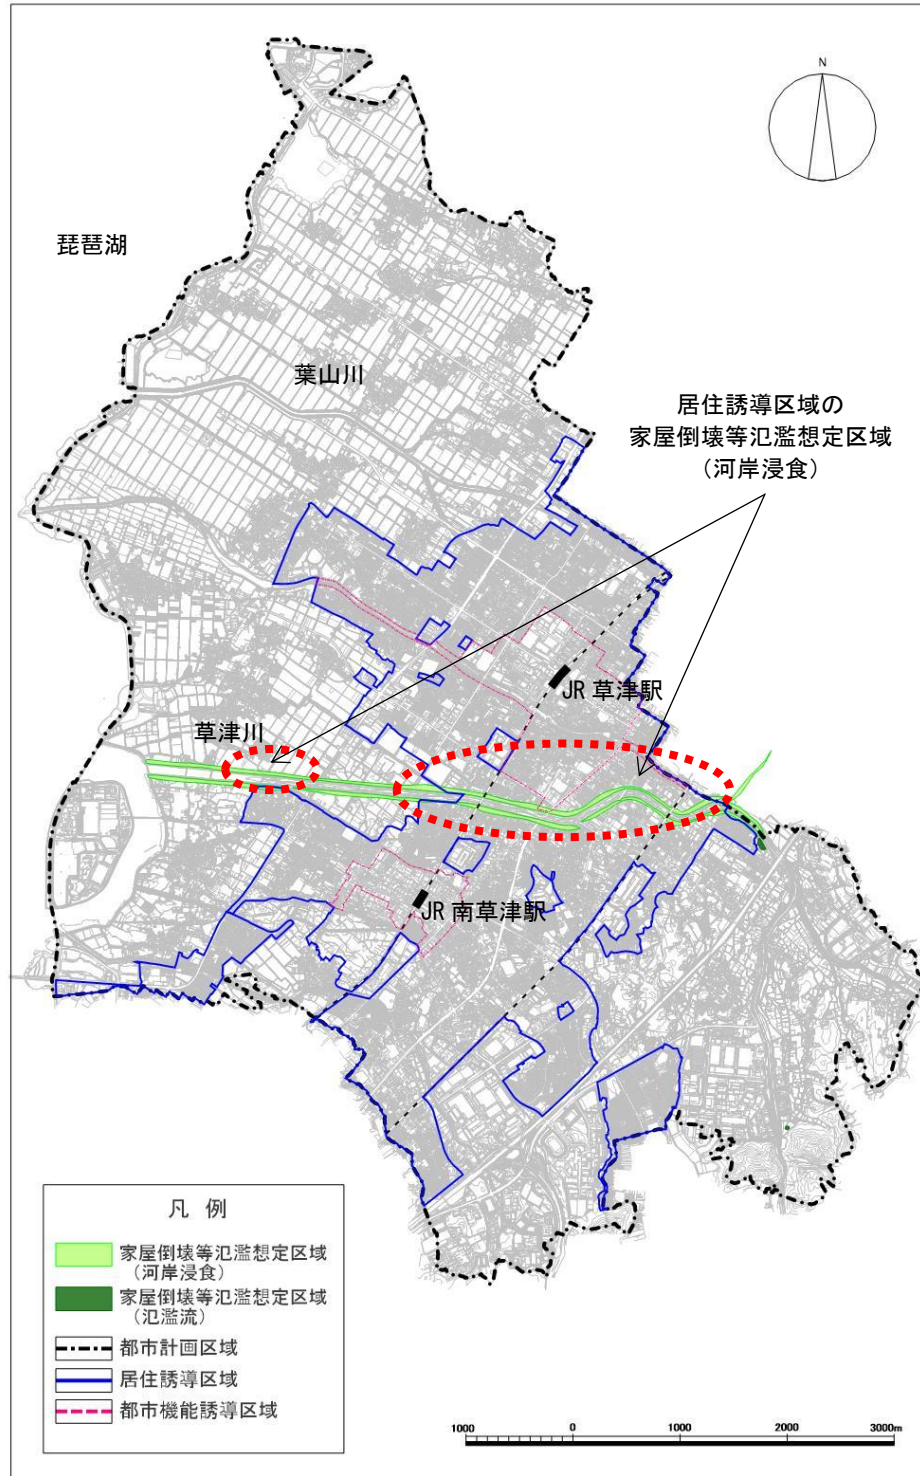 N
琵琶湖
葉山川
居住誘導区域の
家屋倒壊等氾濫想定区域
（河岸浸食）
JR 草津駅
草津川
JR 南草津駅
凡 例
家屋倒壊等氾濫想定区域
（河岸浸食）
家屋倒壊等氾濫想定区域
（氾濫流）
都市計画区域
居住誘導区域
都市機能誘導区域
1000 0 1000 2000 3000m